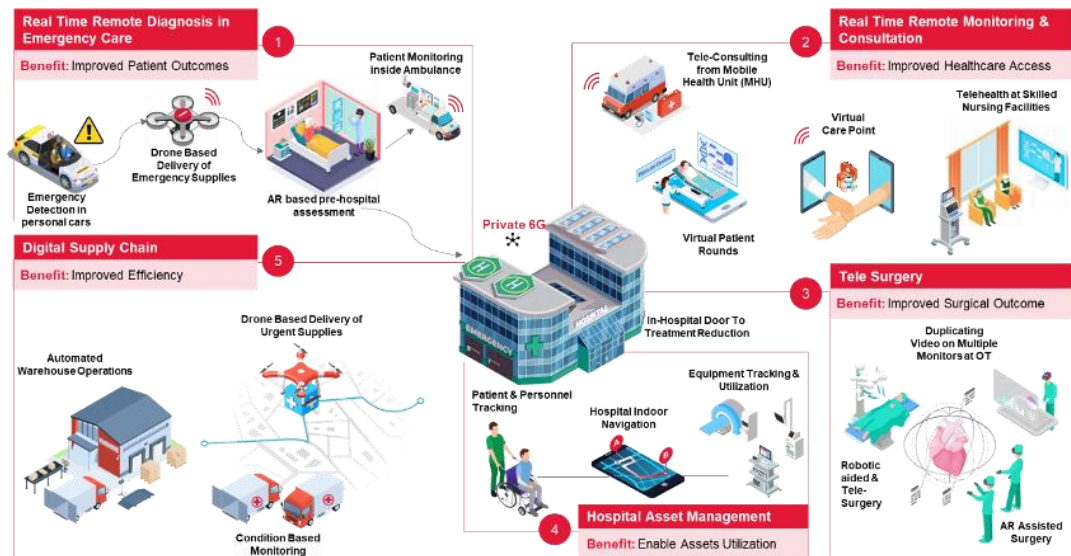 Real Time Remote Diagnosis in
Emergency Care
Benefit: Improved Patient Outcomes
1
Patient Monitoring
inside Ambulance
Drone Based
Delivery of
Emergency Supplies
Emergency
Detection in
personal cars
AR based pre-hospital
assessment
Real Time Remote Monitoring &
Consultation
Benefit: Improved Healthcare Access
2
Tele-Consulting
from Mobile
Health Unit (MHU)
Telehealth at Skilled
Nursing Facilities
Virtual
Care Point
Virtual Patient
Rounds
Private 6G
H
H
HOSPITAL
EMERGENCY
In-Hospital Door To
Treatment Reduction
3
Tele Surgery
Benefit: Improved Surgical Outcome
Duplicating
Video on Multiple
Monitors at OT
Robotic
aided &
Tele-
Surgery
AR Assisted
Surgery
Patient & Personnel
Tracking
Hospital Indoor
Navigation
A
B
Equipment Tracking &
Utilization
4
Hospital Asset Management
Benefit: Enable Assets Utilization
Digital Supply Chain
Benefit: Improved Efficiency
5
Drone Based Delivery of
Urgent Supplies
Automated
Warehouse Operations
Condition Based
Monitoring